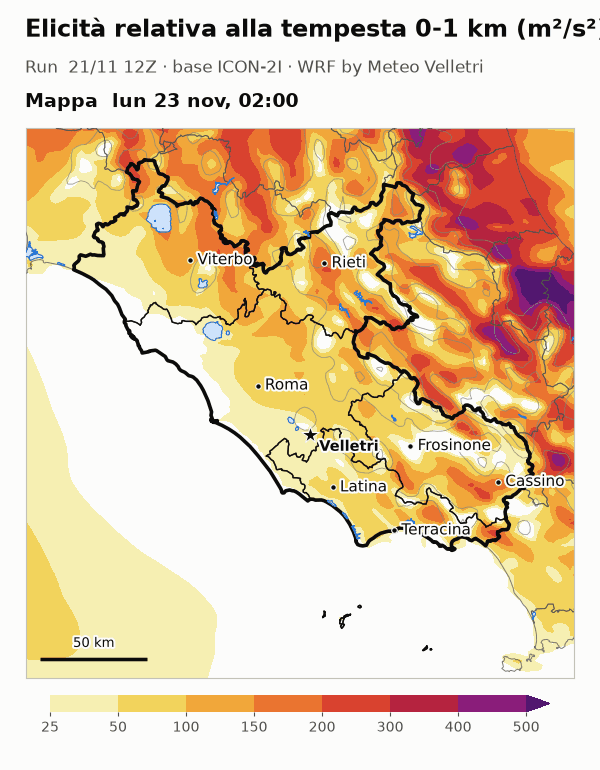 Elicità relativa alla tempesta 0-1 km (m²/s²)
Run 21/11 12Z · base ICON-2I · WRF by Meteo Velletri
Mappa lun 23 nov, 02:00
Viterbo
Rieti
Roma
Velletri
Frosinone
Latina
Cassino
Terracina
50 km
25 50 100 150 200 300 400 500